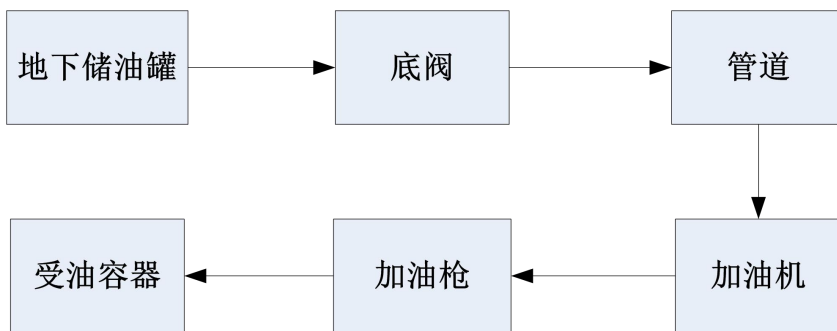 地下储油罐
底阀
管道
加油机
加油枪
受油容器